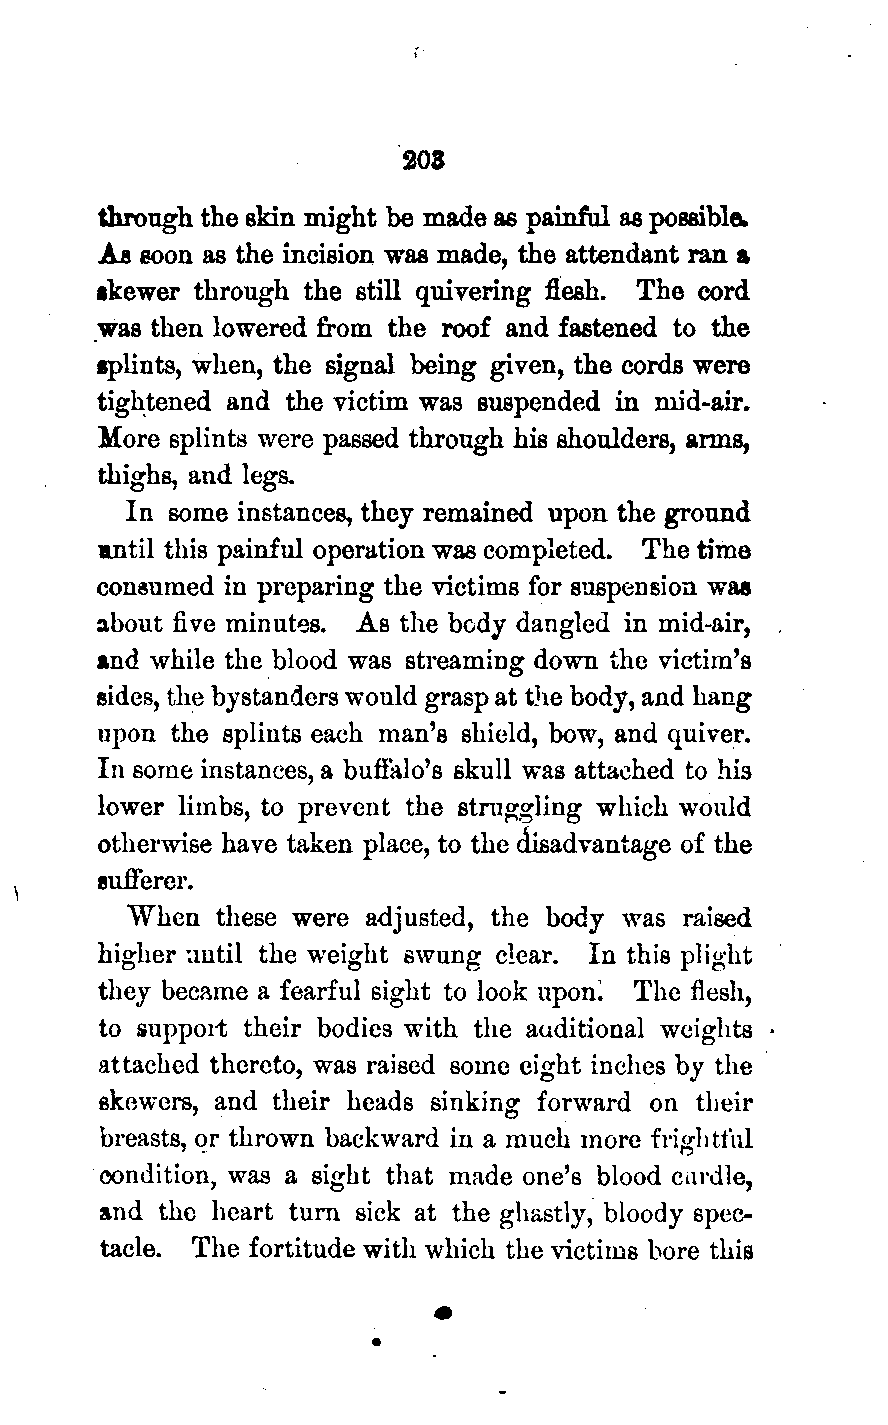 203
through the skin might be made as painful as possible.
As soon as the incision was made, the attendant ran a
skewer through the still quivering flesh. The cord
was then lowered from the roof and fastened to the
splints, when, the signal being given, the cords were
tightened and the victim was suspended in mid-air.
More splints were passed through his shoulders, arms,
thighs, and legs.
In some instances, they remained upon the ground
until this painful operation was completed. The time
consumed in preparing the victims for suspension was
about five minutes. As the body dangled in mid-air,
and while the blood was streaming down the victim's
sides, the bystanders would grasp at the body, and hang
upon the splints each man's shield, bow, and quiver.
In some instances, a buffalo's skull was attached to his
lower limbs, to prevent the struggling which would
otherwise have taken place, to the disadvantage of the
sufferer.
When these were adjusted, the body was raised
higher until the weight swung clear. In this plight
they became a fearful sight to look upon. The flesh,
to support their bodies with the additional weights
attached thereto, was raised some eight inches by the
skewers, and their heads sinking forward on their
breasts, or thrown backward in a much more frightful
condition, was a sight that made one's blood curdle,
and the heart turn sick at the ghastly, bloody spec-
tacle. The fortitude with which the victims bore this